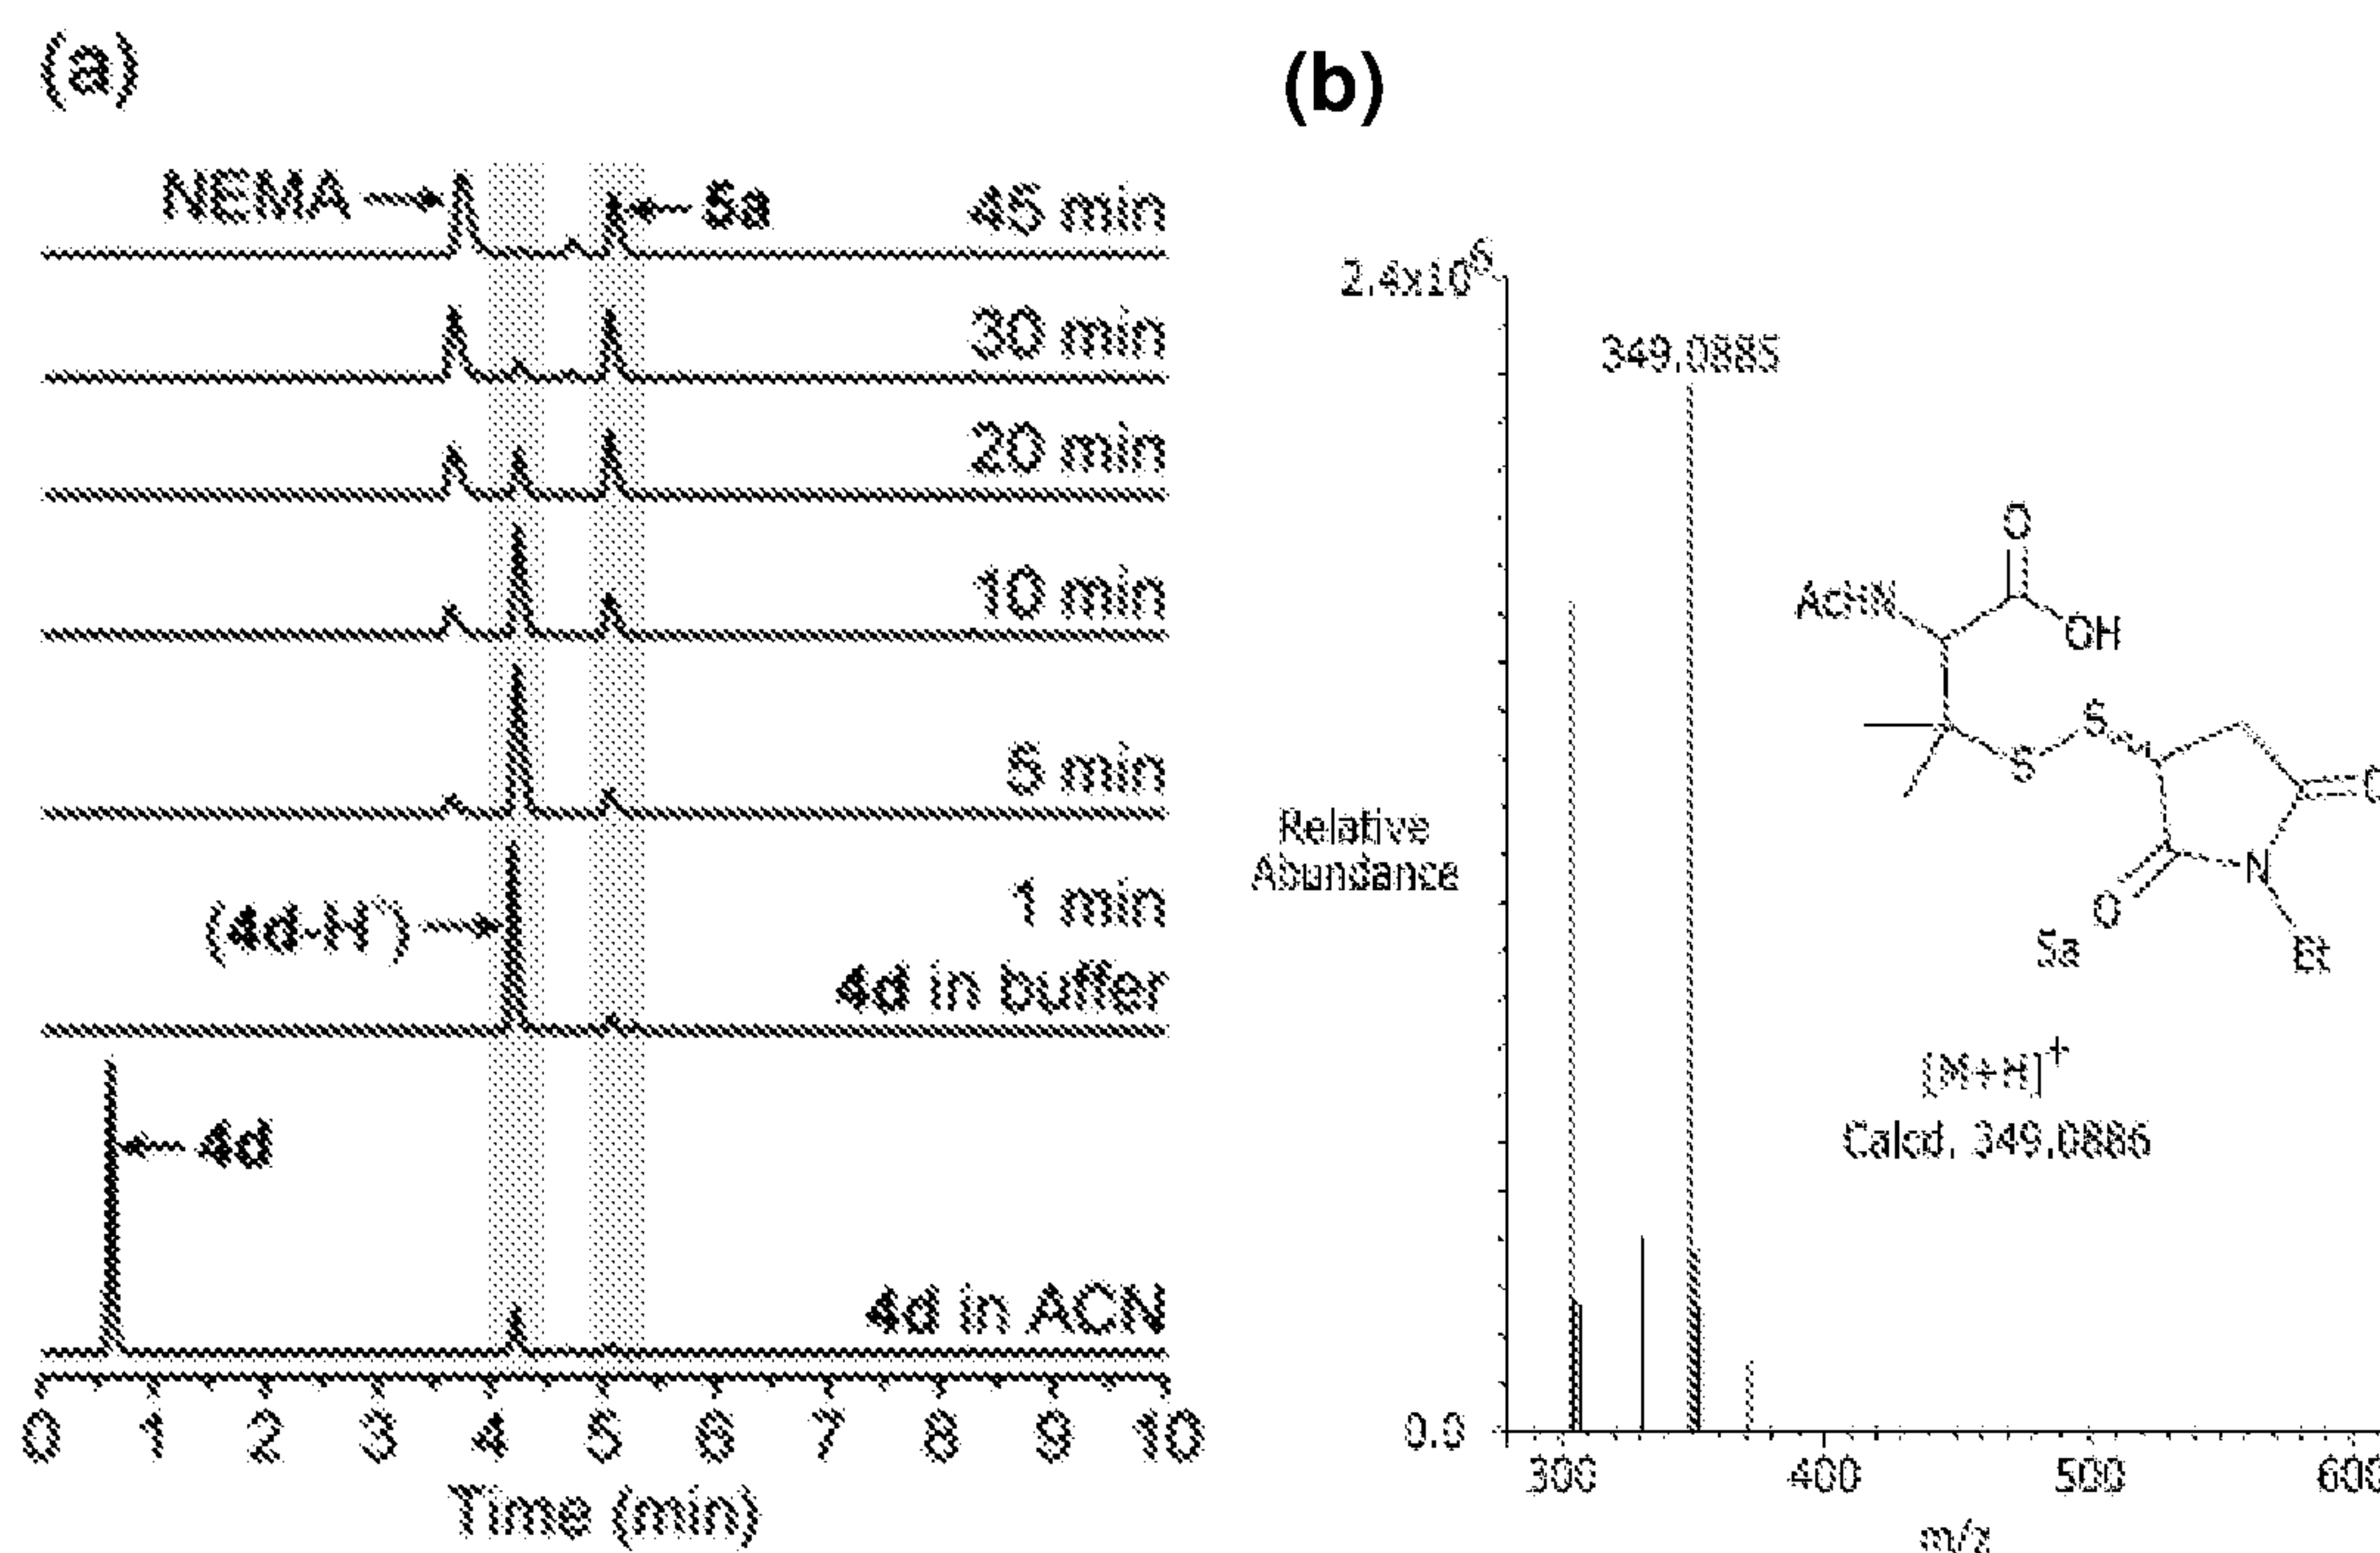 (a)
NEMA
5a
45 min
30 min
20 min
10 min
5 min
(4d-H⁺)
1 min
4d in buffer
4d
4d in ACN
0 1 2 3 4 5 6 7 8 9 10
Time (min)
(b)
2.4x10⁶
349.0885
O
AcHN
OH
S
S
O
N
O
5a
Et
Relative
Abundance
[M+H]⁺
Calcd. 349.0886
0.0
300 400 500 600
m/z